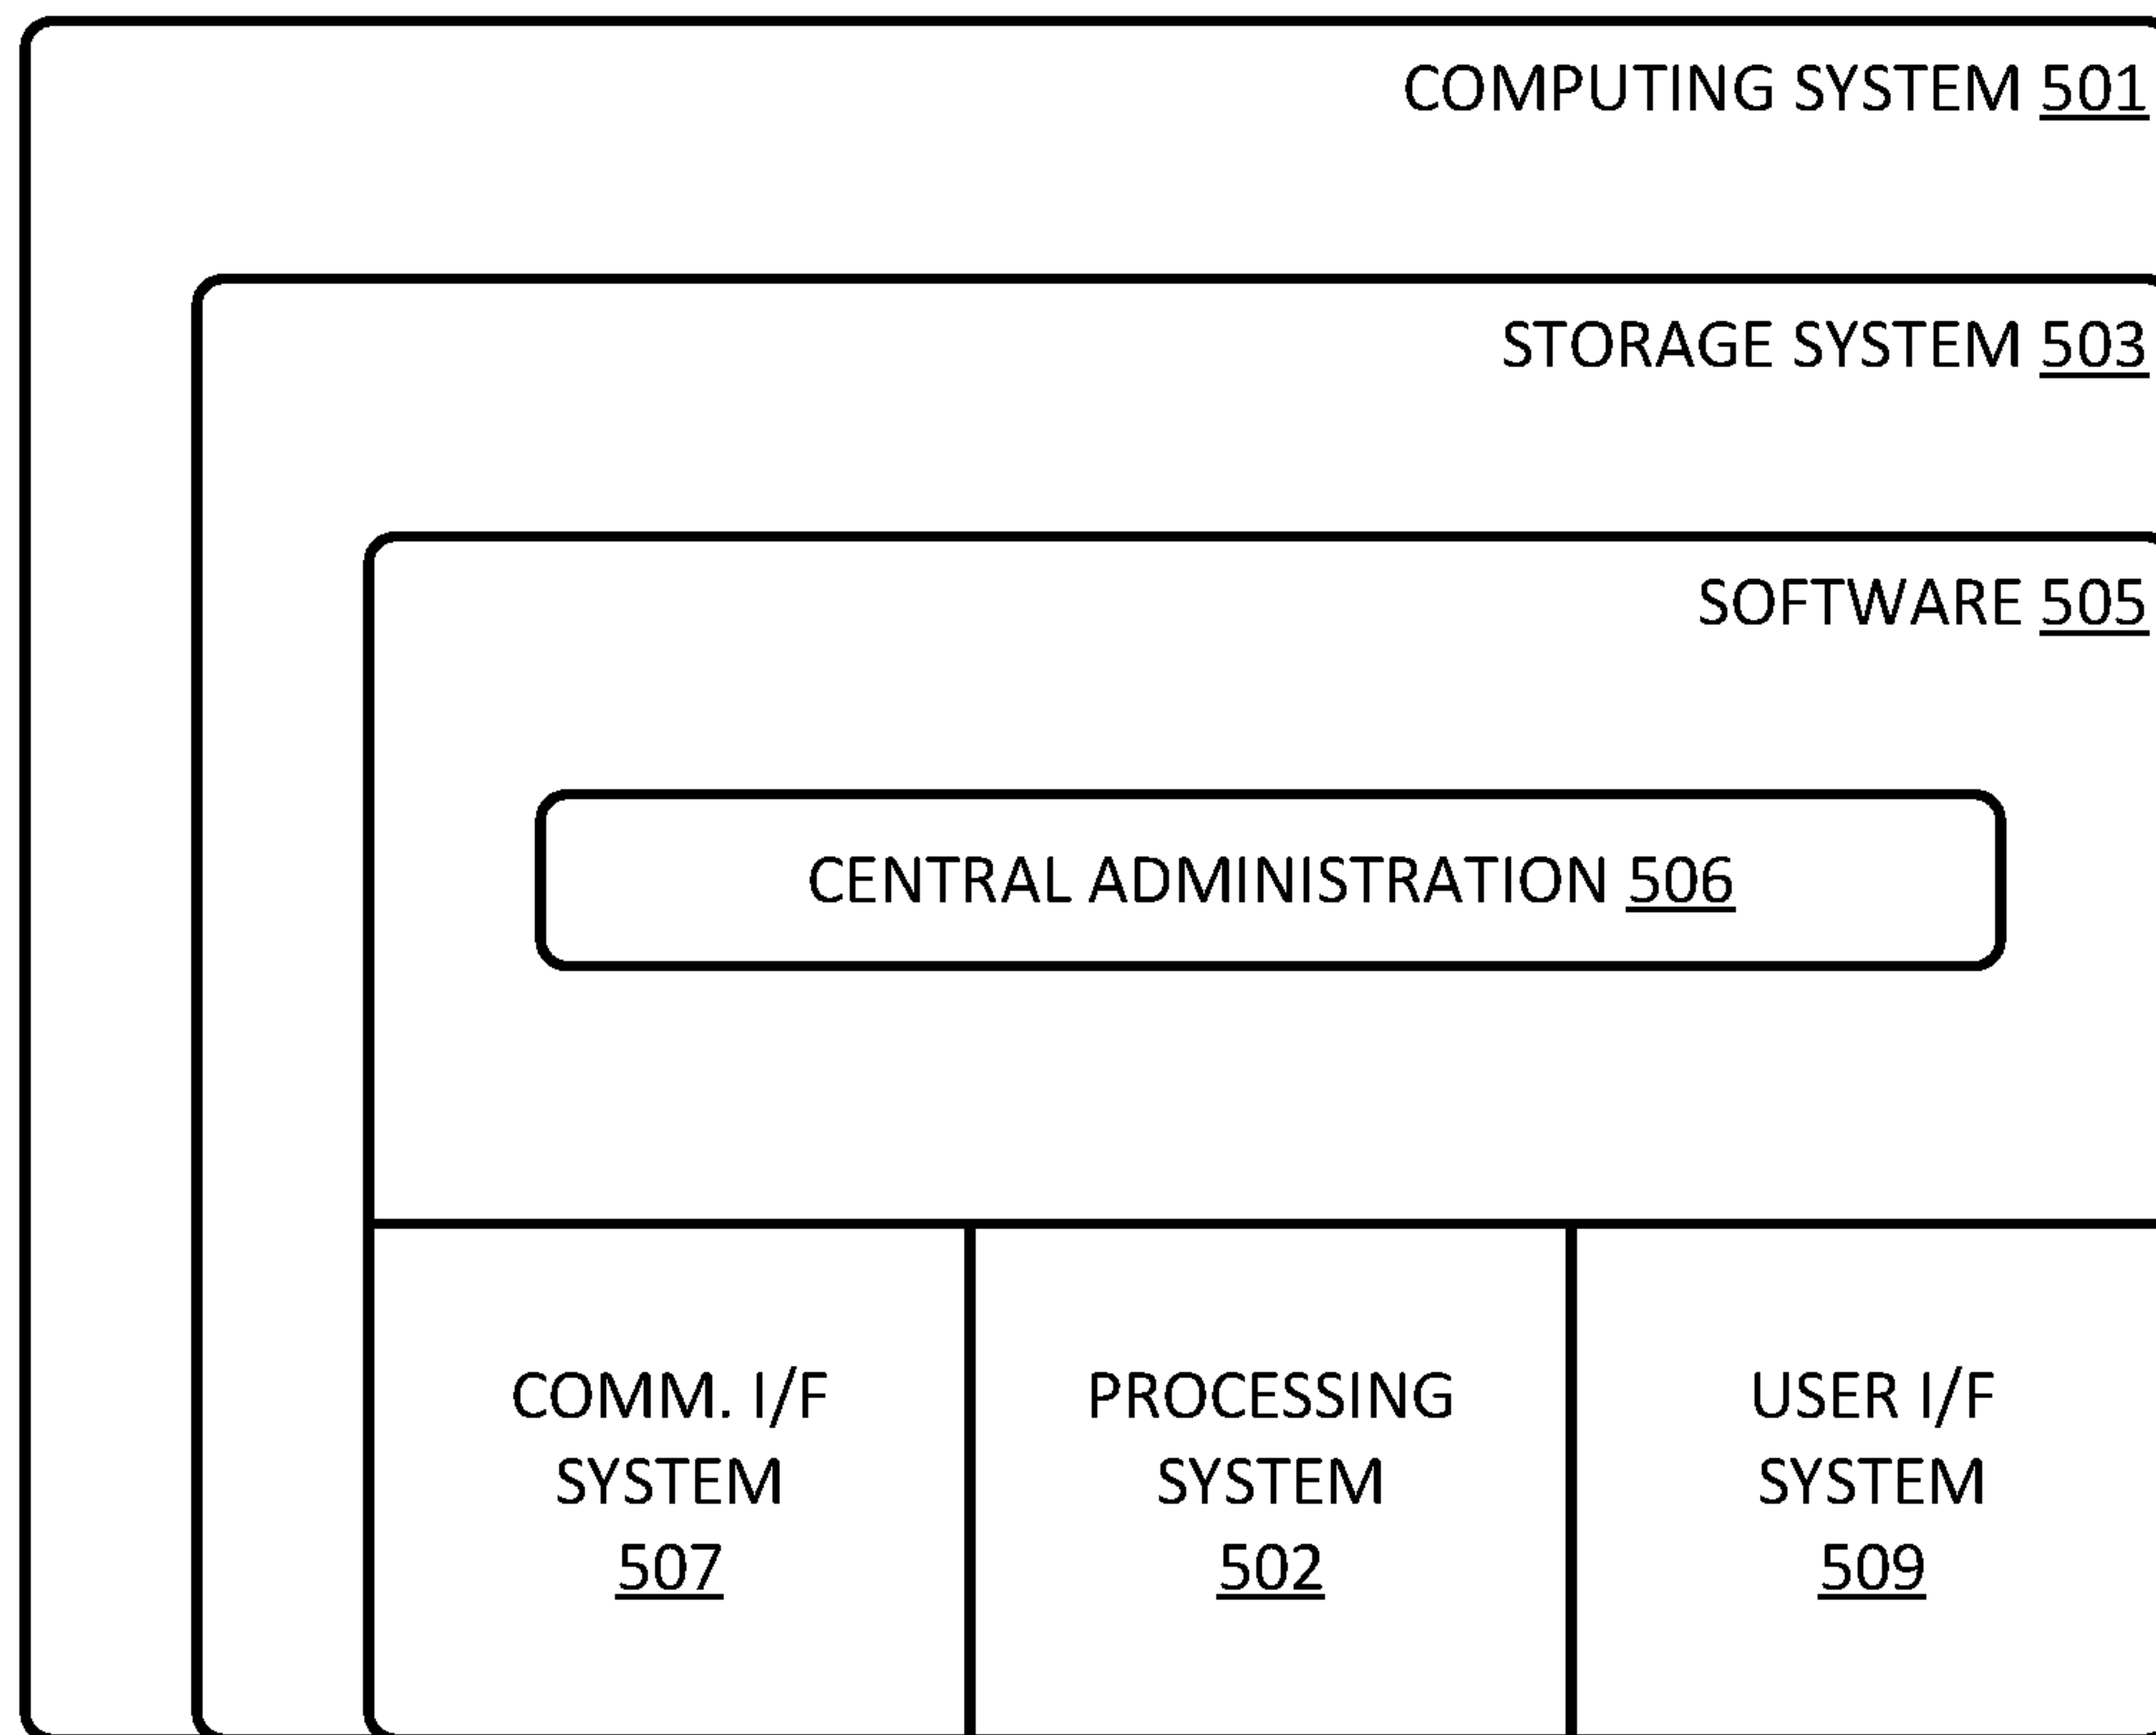 COMPUTING SYSTEM 501
STORAGE SYSTEM 503
SOFTWARE 505
CENTRAL ADMINISTRATION 506
COMM. I/F
SYSTEM
507
PROCESSING
SYSTEM
502
USER I/F
SYSTEM
509